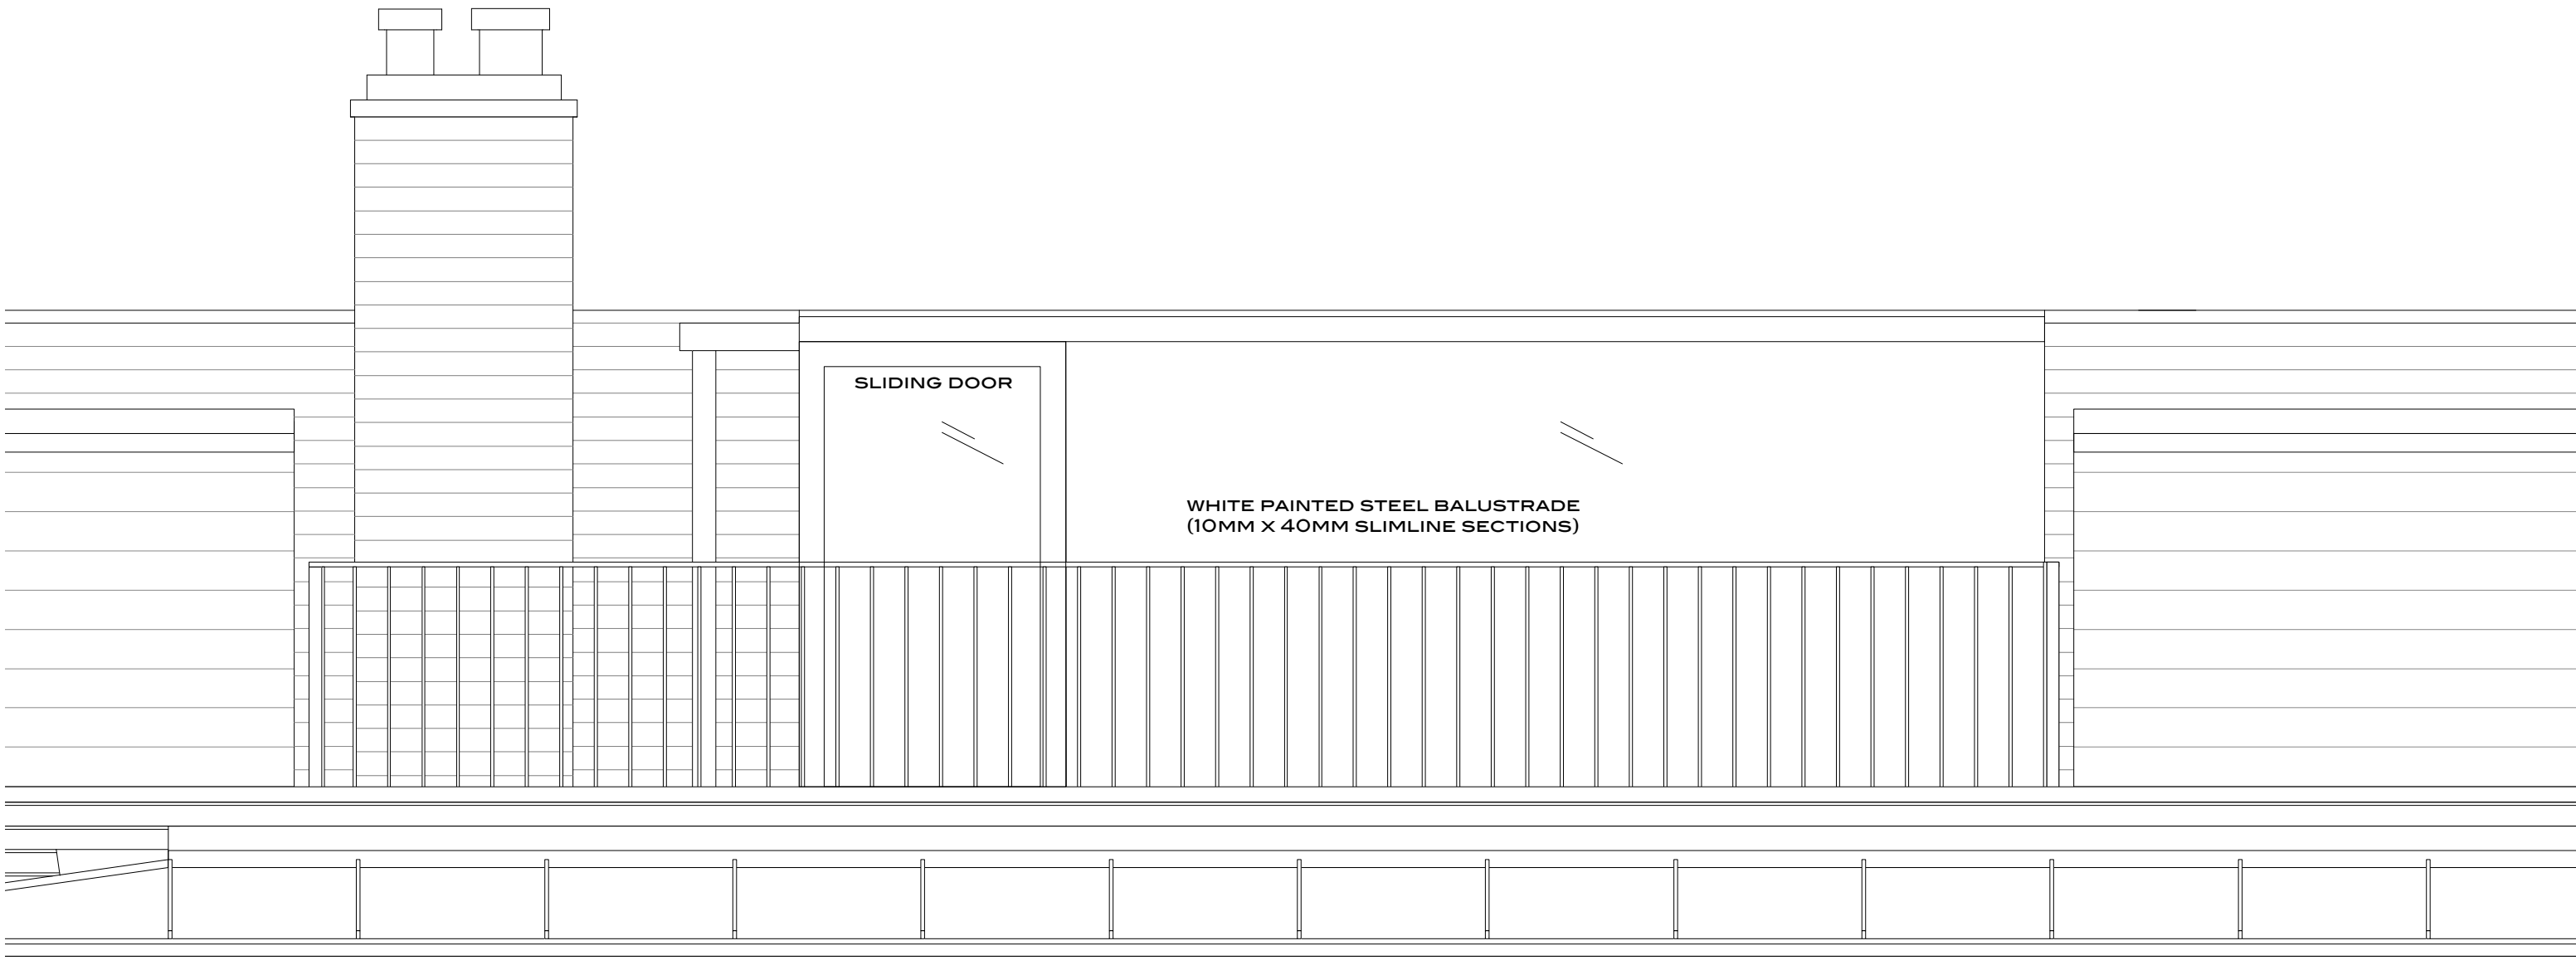 SLIDING DOOR
WHITE PAINTED STEEL BALUSTRADE
(10MM X 40MM SLIMLINE SECTIONS)